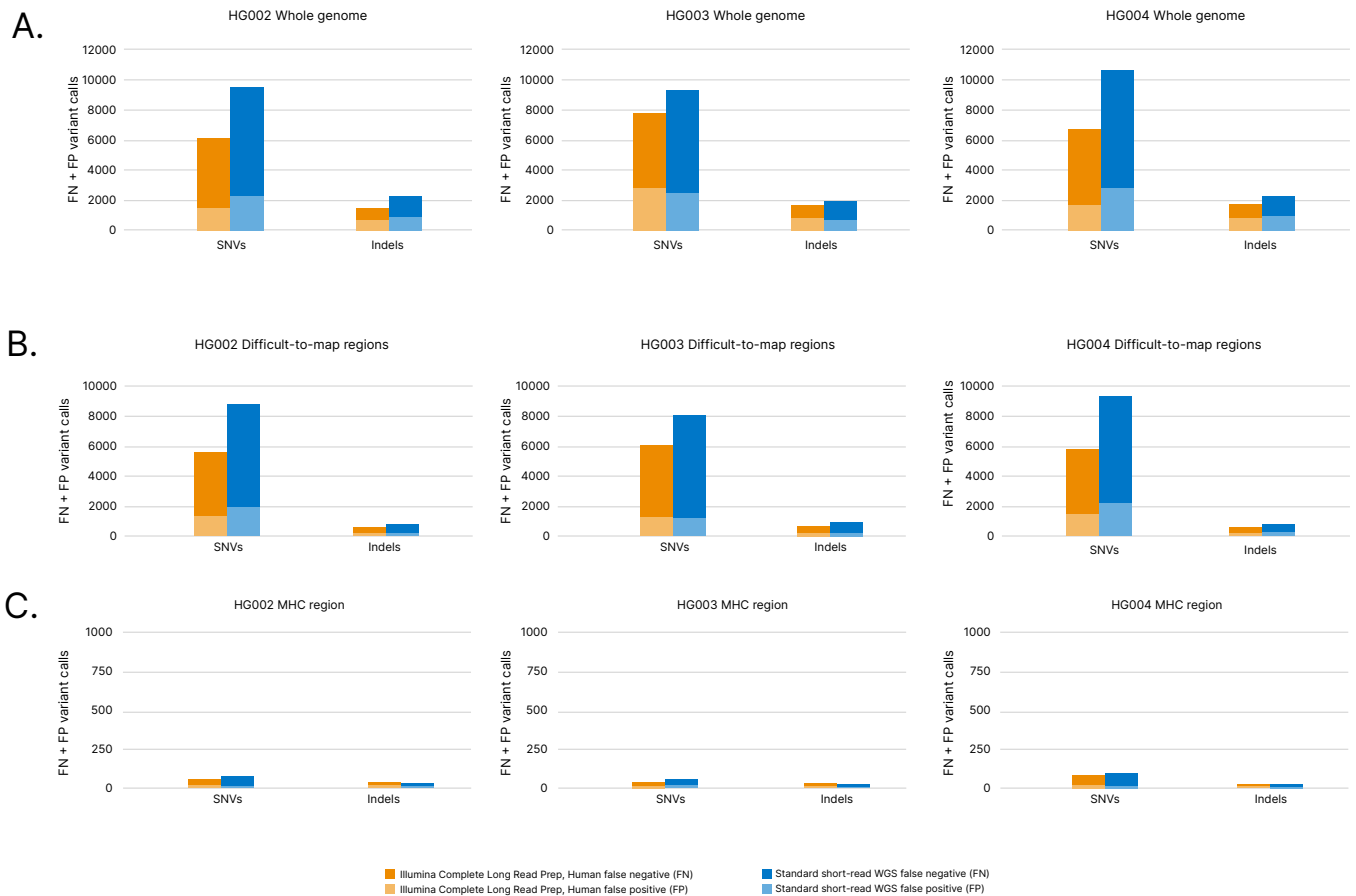 A.
HG002 Whole genome
FN + FP variant calls
12000
10000
8000
6000
4000
2000
0
SNVs
Indels
HG003 Whole genome
FN + FP variant calls
12000
10000
8000
6000
4000
2000
0
SNVs
Indels
HG004 Whole genome
FN + FP variant calls
12000
10000
8000
6000
4000
2000
0
SNVs
Indels
B.
HG002 Difficult-to-map regions
FN + FP variant calls
10000
8000
6000
4000
2000
0
SNVs
Indels
HG003 Difficult-to-map regions
FN + FP variant calls
10000
8000
6000
4000
2000
0
SNVs
Indels
HG004 Difficult-to-map regions
FN + FP variant calls
10000
8000
6000
4000
2000
0
SNVs
Indels
C.
HG002 MHC region
FN + FP variant calls
1000
750
500
250
0
SNVs
Indels
HG003 MHC region
FN + FP variant calls
1000
750
500
250
0
SNVs
Indels
HG004 MHC region
FN + FP variant calls
1000
750
500
250
0
SNVs
Indels
Illumina Complete Long Read Prep, Human false negative (FN)
Illumina Complete Long Read Prep, Human false positive (FP)
Standard short-read WGS false negative (FN)
Standard short-read WGS false positive (FP)